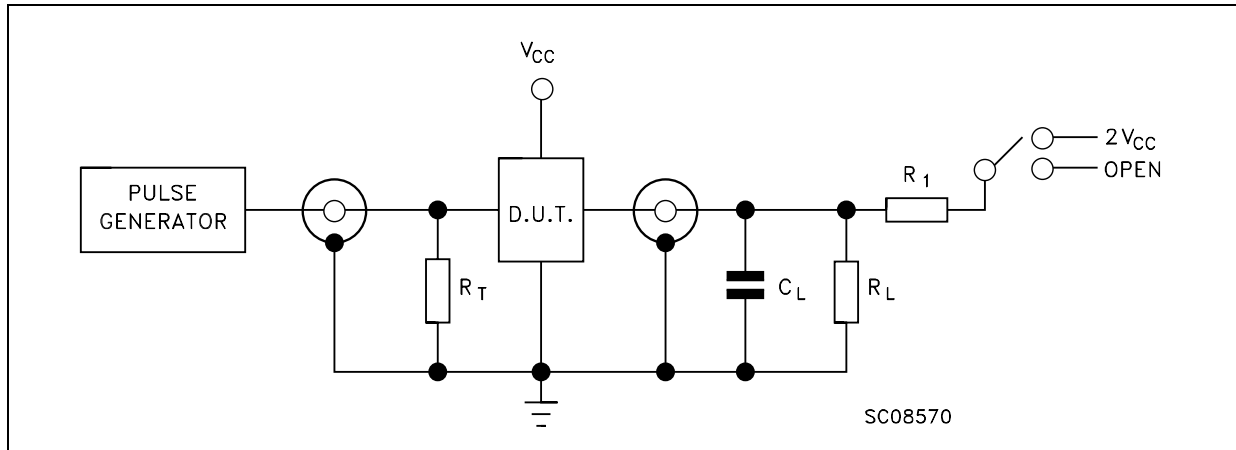 VCC
PULSE
GENERATOR
D.U.T.
RT
CL
RL
R1
2VCC
OPEN
SC08570